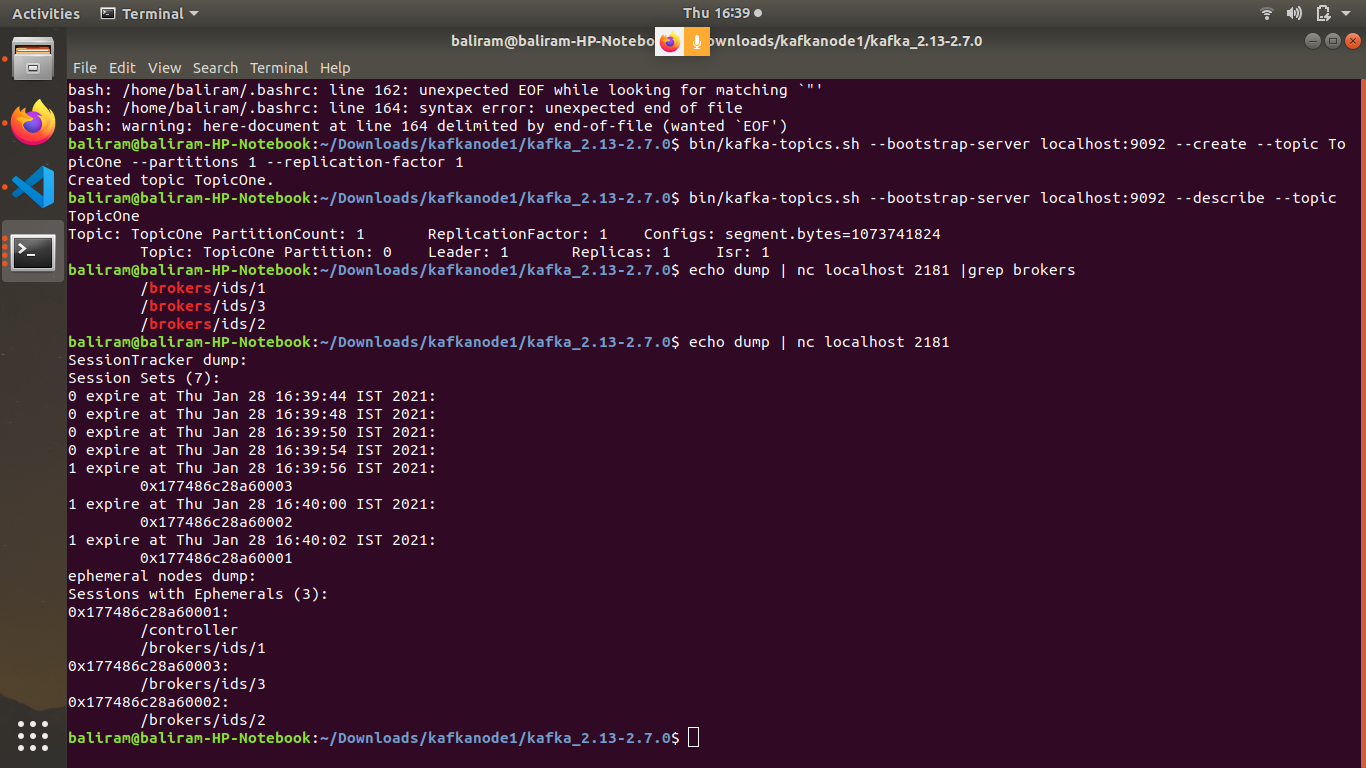 Activities Terminal Thu 16:39
baliram@baliram-HP-Notebo ownloads/kafkanode1/kafka_2.13-2.7.0
File Edit View Search Terminal Help
bash: /home/baliram/.bashrc: line 162: unexpected EOF while looking for matching `"'
bash: /home/baliram/.bashrc: line 164: syntax error: unexpected end of file
bash: warning: here-document at line 164 delimited by end-of-file (wanted `EOF')
baliram@baliram-HP-Notebook:~/Downloads/kafkanode1/kafka_2.13-2.7.0$ bin/kafka-topics.sh --bootstrap-server localhost:9092 --create --topic To
picOne --partitions 1 --replication-factor 1
Created topic TopicOne.
baliram@baliram-HP-Notebook:~/Downloads/kafkanode1/kafka_2.13-2.7.0$ bin/kafka-topics.sh --bootstrap-server localhost:9092 --describe --topic
TopicOne
Topic: TopicOne PartitionCount: 1 ReplicationFactor: 1 Configs: segment.bytes=1073741824
Topic: TopicOne Partition: 0 Leader: 1 Replicas: 1 Isr: 1
baliram@baliram-HP-Notebook:~/Downloads/kafkanode1/kafka_2.13-2.7.0$ echo dump | nc localhost 2181 |grep brokers
/brokers/ids/1
/brokers/ids/3
/brokers/ids/2
baliram@baliram-HP-Notebook:~/Downloads/kafkanode1/kafka_2.13-2.7.0$ echo dump | nc localhost 2181
SessionTracker dump:
Session Sets (7):
0 expire at Thu Jan 28 16:39:44 IST 2021:
0 expire at Thu Jan 28 16:39:48 IST 2021:
0 expire at Thu Jan 28 16:39:50 IST 2021:
0 expire at Thu Jan 28 16:39:54 IST 2021:
1 expire at Thu Jan 28 16:39:56 IST 2021:
0x177486c28a60003
1 expire at Thu Jan 28 16:40:00 IST 2021:
0x177486c28a60002
1 expire at Thu Jan 28 16:40:02 IST 2021:
0x177486c28a60001
ephemeral nodes dump:
Sessions with Ephemerals (3):
0x177486c28a60001:
/controller
/brokers/ids/1
0x177486c28a60003:
/brokers/ids/3
0x177486c28a60002:
/brokers/ids/2
baliram@baliram-HP-Notebook:~/Downloads/kafkanode1/kafka_2.13-2.7.0$